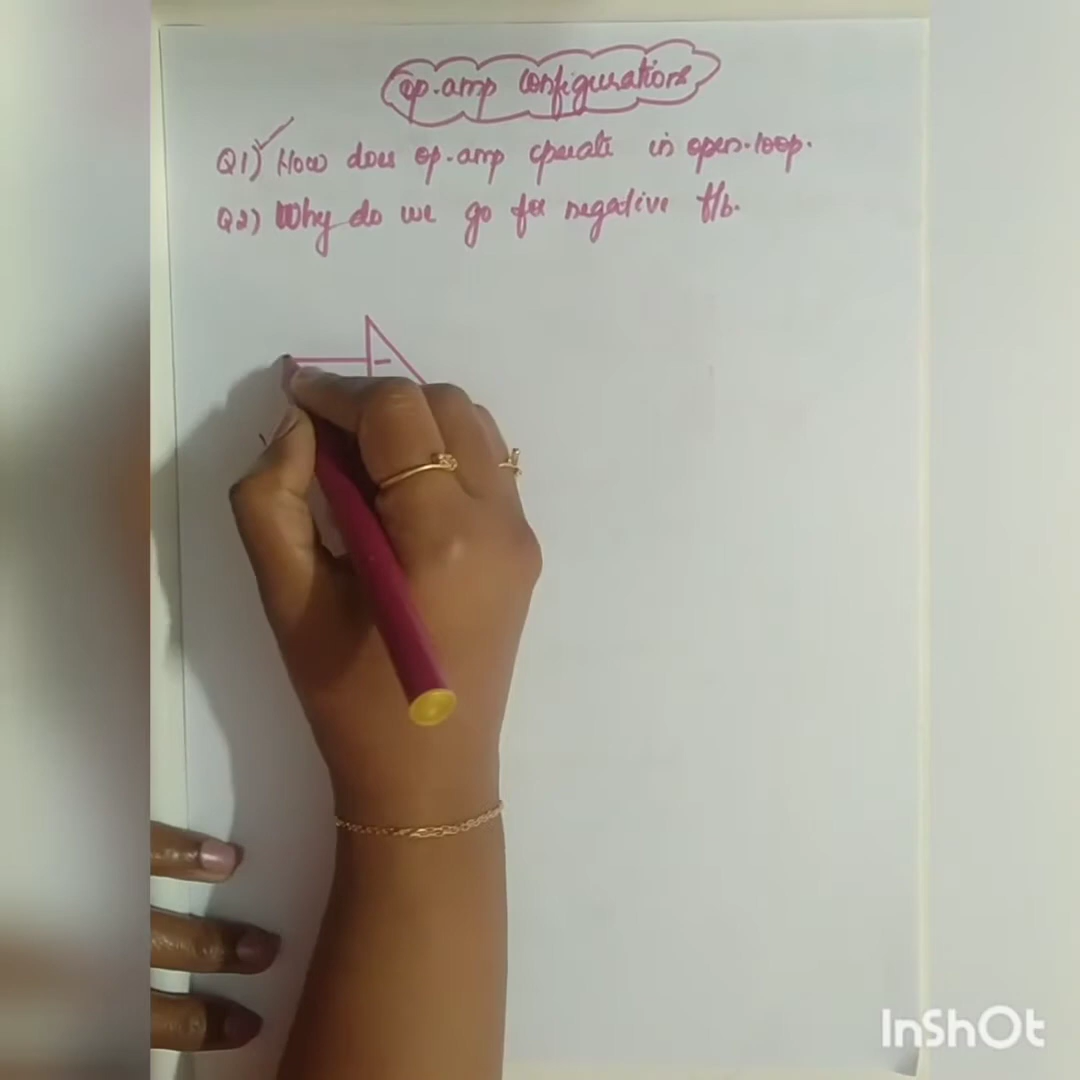 op.amp configurations
Q1) How does op.amp operate in open.loop.
Q2) Why do we go for negative f/b.
-
InShOt